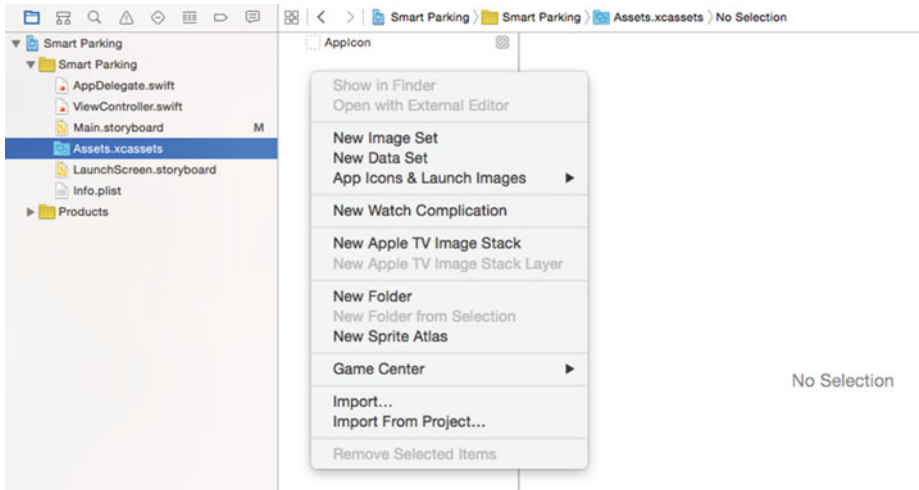 Smart Parking
Smart Parking
Assets.xcassets
No Selection
Smart Parking
Smart Parking
AppDelegate.swift
ViewController.swift
Main.storyboard M
Assets.xcassets
LaunchScreen.storyboard
Info.plist
Products
AppIcon
Show in Finder
Open with External Editor
New Image Set
New Data Set
App Icons & Launch Images
New Watch Complication
New Apple TV Image Stack
New Apple TV Image Stack Layer
New Folder
New Folder from Selection
New Sprite Atlas
Game Center
Import...
Import From Project...
Remove Selected Items
No Selection